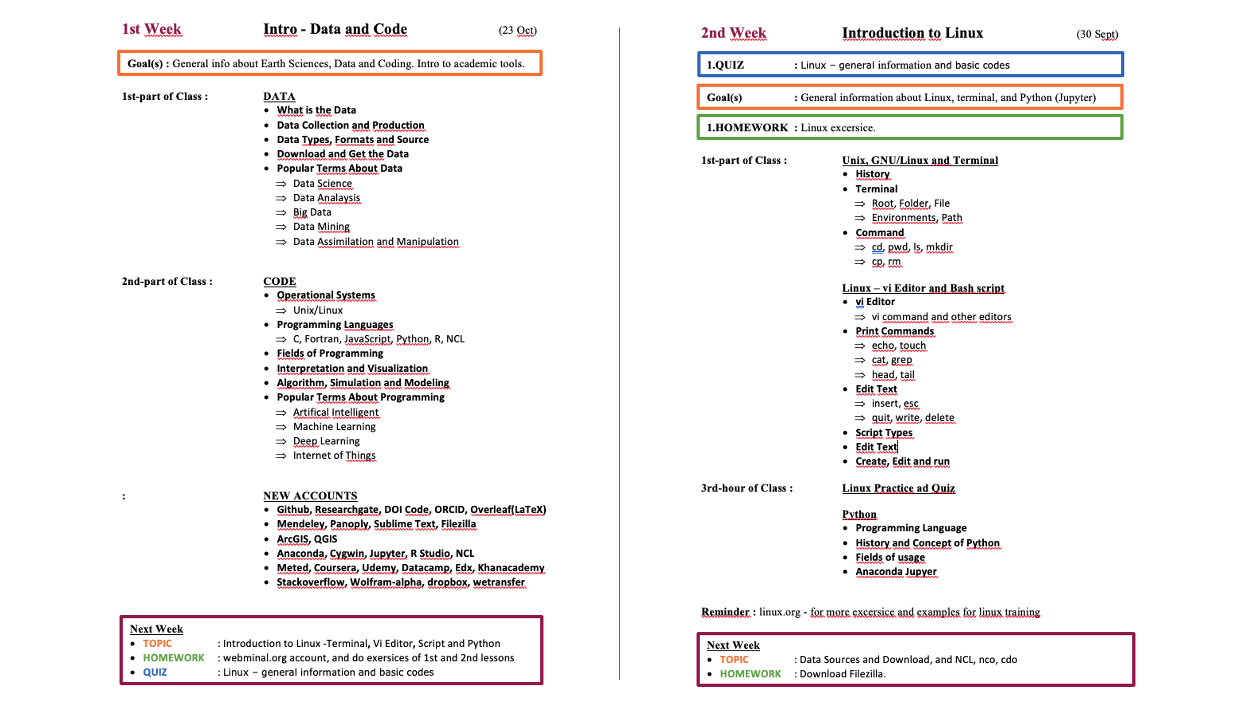 1st Week Intro - Data and Code (23 Oct)
Goal(s) : General info about Earth Sciences, Data and Coding. Intro to academic tools.
1st-part of Class : DATA
• What is the Data
• Data Collection and Production
• Data Types, Formats and Source
• Download and Get the Data
• Popular Terms About Data
⇒ Data Science
⇒ Data Analaysis
⇒ Big Data
⇒ Data Mining
⇒ Data Assimilation and Manipulation
2nd-part of Class : CODE
• Operational Systems
⇒ Unix/Linux
• Programming Languages
⇒ C, Fortran, JavaScript, Python, R, NCL
• Fields of Programming
• Interpretation and Visualization
• Algorithm, Simulation and Modeling
• Popular Terms About Programming
⇒ Artifical Intelligent
⇒ Machine Learning
⇒ Deep Learning
⇒ Internet of Things
: NEW ACCOUNTS
• Github, Researchgate, DOI Code, ORCID, Overleaf(LaTeX)
• Mendeley, Panoply, Sublime Text, Filezilla
• ArcGIS, QGIS
• Anaconda, Cygwin, Jupyter, R Studio, NCL
• Meted, Coursera, Udemy, Datacamp, Edx, Khanacademy
• Stackoverflow, Wolfram-alpha, dropbox, wetransfer
Next Week
• TOPIC : Introduction to Linux -Terminal, Vi Editor, Script and Python
• HOMEWORK : webminal.org account, and do exersices of 1st and 2nd lessons
• QUIZ : Linux – general information and basic codes
2nd Week Introduction to Linux (30 Sept)
1.QUIZ : Linux – general information and basic codes
Goal(s) : General information about Linux, terminal, and Python (Jupyter)
1.HOMEWORK : Linux excersice.
1st-part of Class : Unix, GNU/Linux and Terminal
• History
• Terminal
⇒ Root, Folder, File
⇒ Environments, Path
• Command
⇒ cd, pwd, ls, mkdir
⇒ cp, rm
Linux – vi Editor and Bash script
• vi Editor
⇒ vi command and other editors
• Print Commands
⇒ echo, touch
⇒ cat, grep
⇒ head, tail
• Edit Text
⇒ insert, esc
⇒ quit, write, delete
• Script Types
• Edit Text
• Create, Edit and run
3rd-hour of Class : Linux Practice ad Quiz
Python
• Programming Language
• History and Concept of Python
• Fields of usage
• Anaconda Jupyer
Reminder : linux.org - for more excersice and examples for linux training
Next Week
• TOPIC : Data Sources and Download, and NCL, nco, cdo
• HOMEWORK : Download Filezilla.